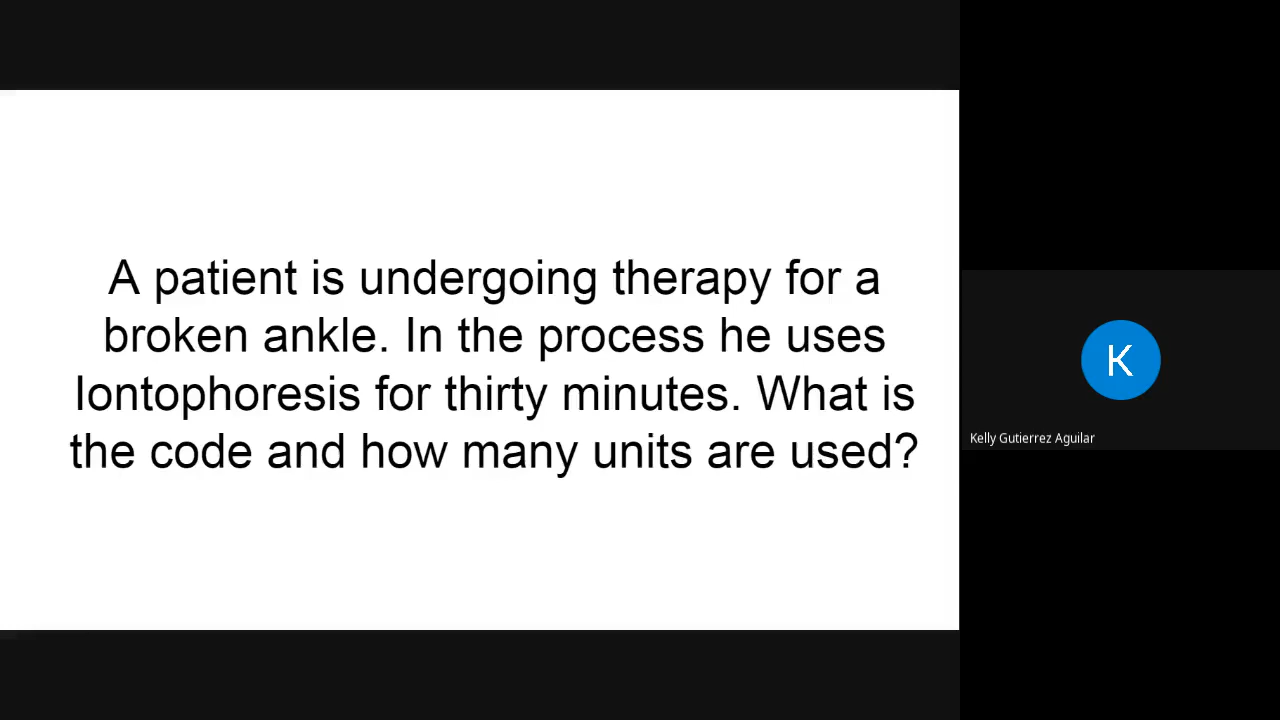 A patient is undergoing therapy for a
broken ankle. In the process he uses
Iontophoresis for thirty minutes. What is
the code and how many units are used?
K
Kelly Gutierrez Aguilar